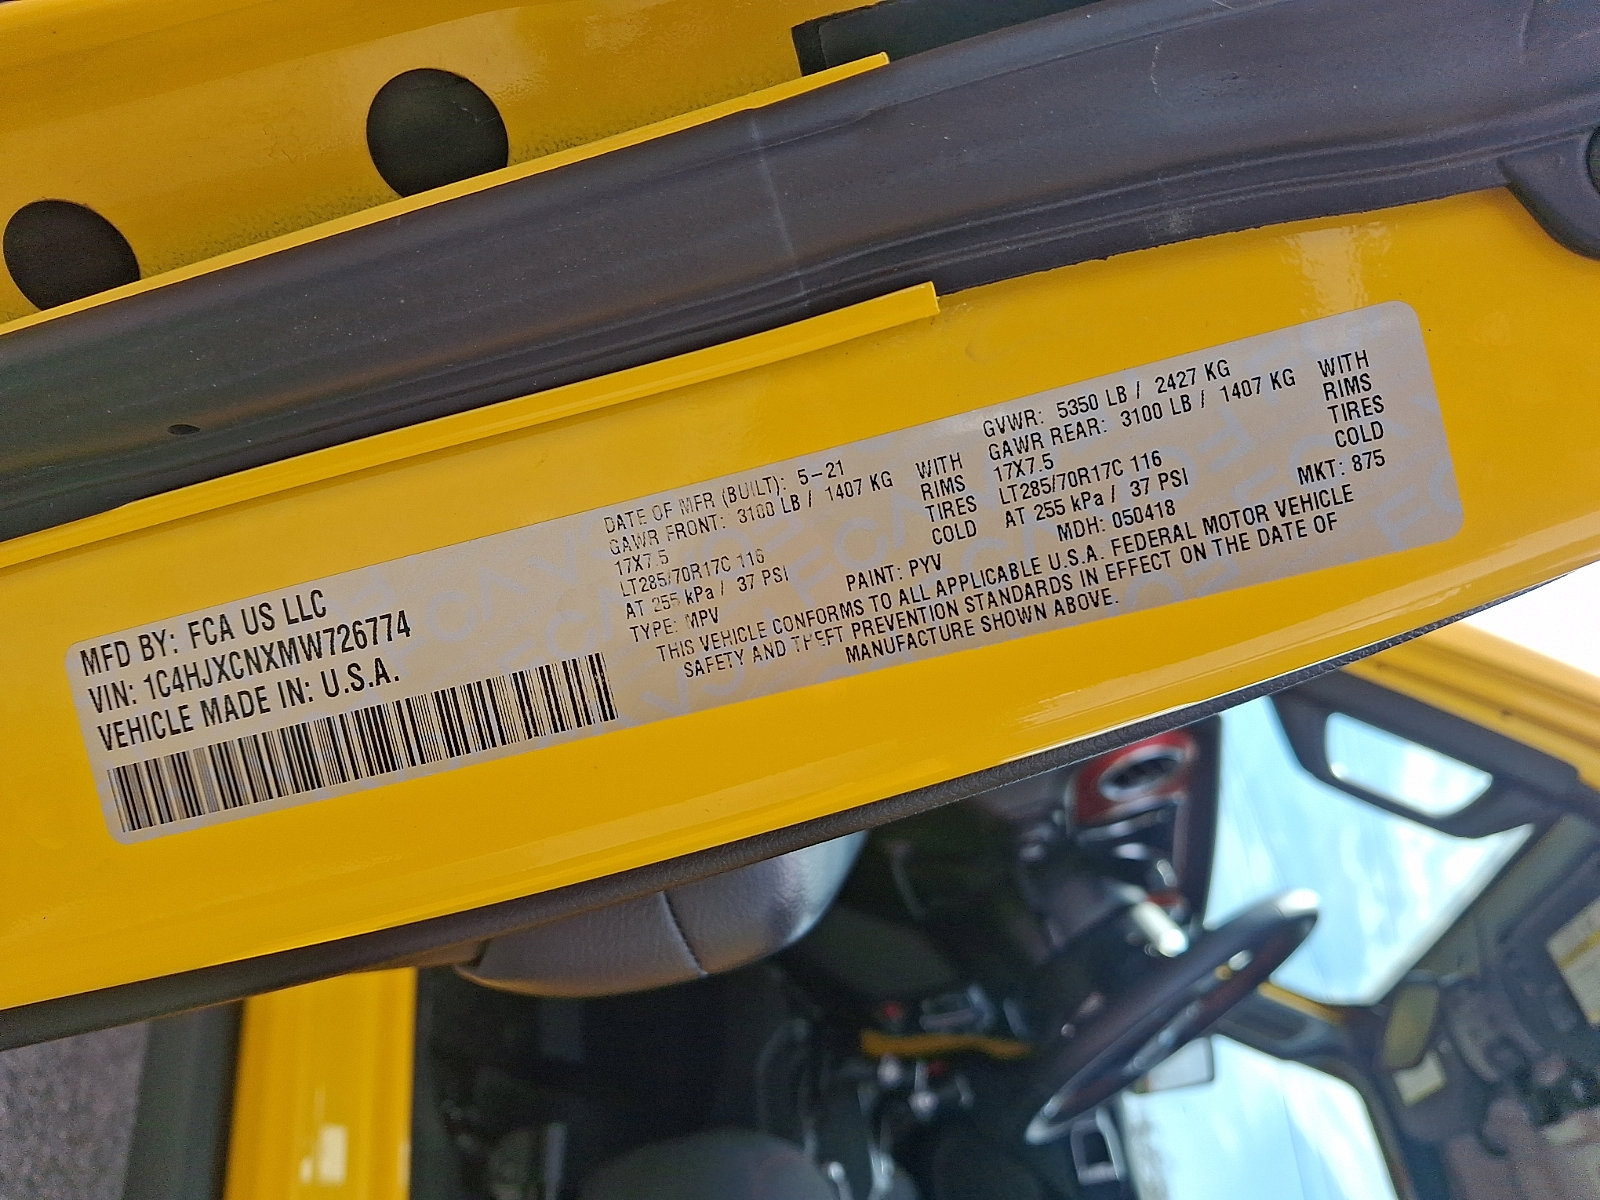 MFD BY: FCA US LLC
VIN: 1C4HJXCNXMW726774
VEHICLE MADE IN: U.S.A.
DATE OF MFR (BUILT): 5-21
GAWR FRONT: 3100 LB / 1407 KG WITH
17X7.5 RIMS
LT285/70R17C 116 TIRES
AT 255 kPa / 37 PSI COLD
TYPE: MPV
GVWR: 5350 LB / 2427 KG
GAWR REAR: 3100 LB / 1407 KG WITH
17X7.5 RIMS
LT285/70R17C 116 TIRES
AT 255 kPa / 37 PSI COLD
PAINT: PYV MDH: 050418 MKT: 875
THIS VEHICLE CONFORMS TO ALL APPLICABLE U.S.A. FEDERAL MOTOR VEHICLE
SAFETY AND THEFT PREVENTION STANDARDS IN EFFECT ON THE DATE OF
MANUFACTURE SHOWN ABOVE.